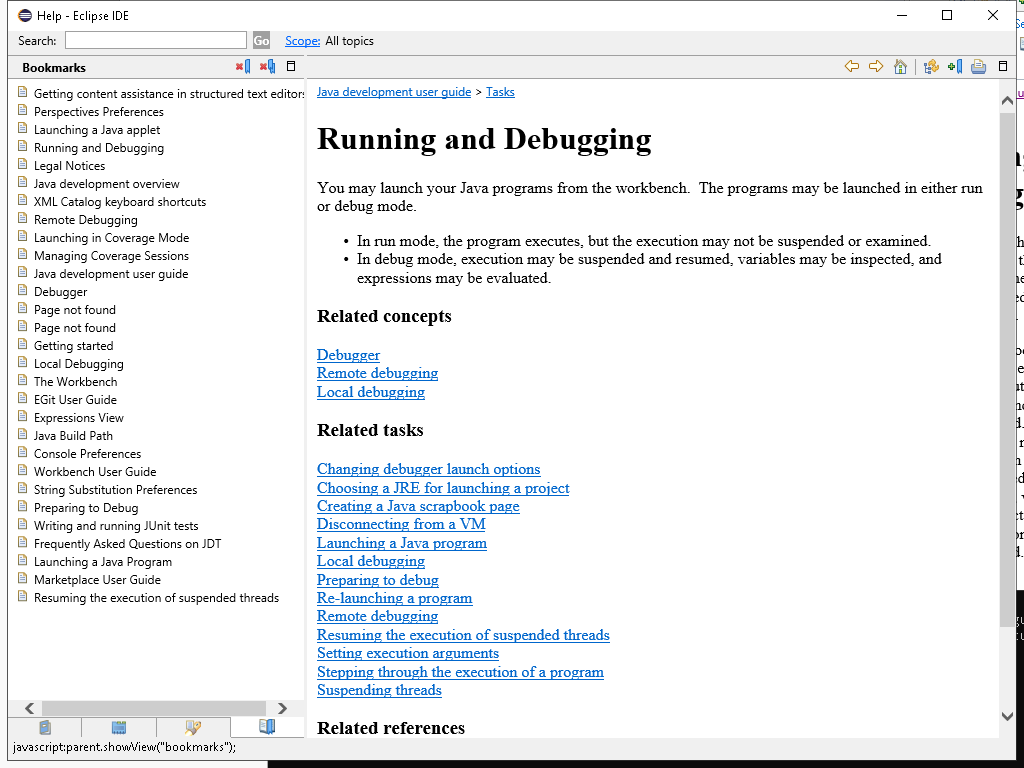 Help - Eclipse IDE
Search:
Go
Scope: All topics
Bookmarks
Getting content assistance in structured text editors
Perspectives Preferences
Launching a Java applet
Running and Debugging
Legal Notices
Java development overview
XML Catalog keyboard shortcuts
Remote Debugging
Launching in Coverage Mode
Managing Coverage Sessions
Java development user guide
Debugger
Page not found
Page not found
Getting started
Local Debugging
The Workbench
EGit User Guide
Expressions View
Java Build Path
Console Preferences
Workbench User Guide
String Substitution Preferences
Preparing to Debug
Writing and running JUnit tests
Frequently Asked Questions on JDT
Launching a Java Program
Marketplace User Guide
Resuming the execution of suspended threads
javascript:parent.showView("bookmarks");
Java development user guide > Tasks
Running and Debugging
You may launch your Java programs from the workbench. The programs may be launched in either run
or debug mode.
• In run mode, the program executes, but the execution may not be suspended or examined.
• In debug mode, execution may be suspended and resumed, variables may be inspected, and
expressions may be evaluated.
Related concepts
Debugger
Remote debugging
Local debugging
Related tasks
Changing debugger launch options
Choosing a JRE for launching a project
Creating a Java scrapbook page
Disconnecting from a VM
Launching a Java program
Local debugging
Preparing to debug
Re-launching a program
Remote debugging
Resuming the execution of suspended threads
Setting execution arguments
Stepping through the execution of a program
Suspending threads
Related references